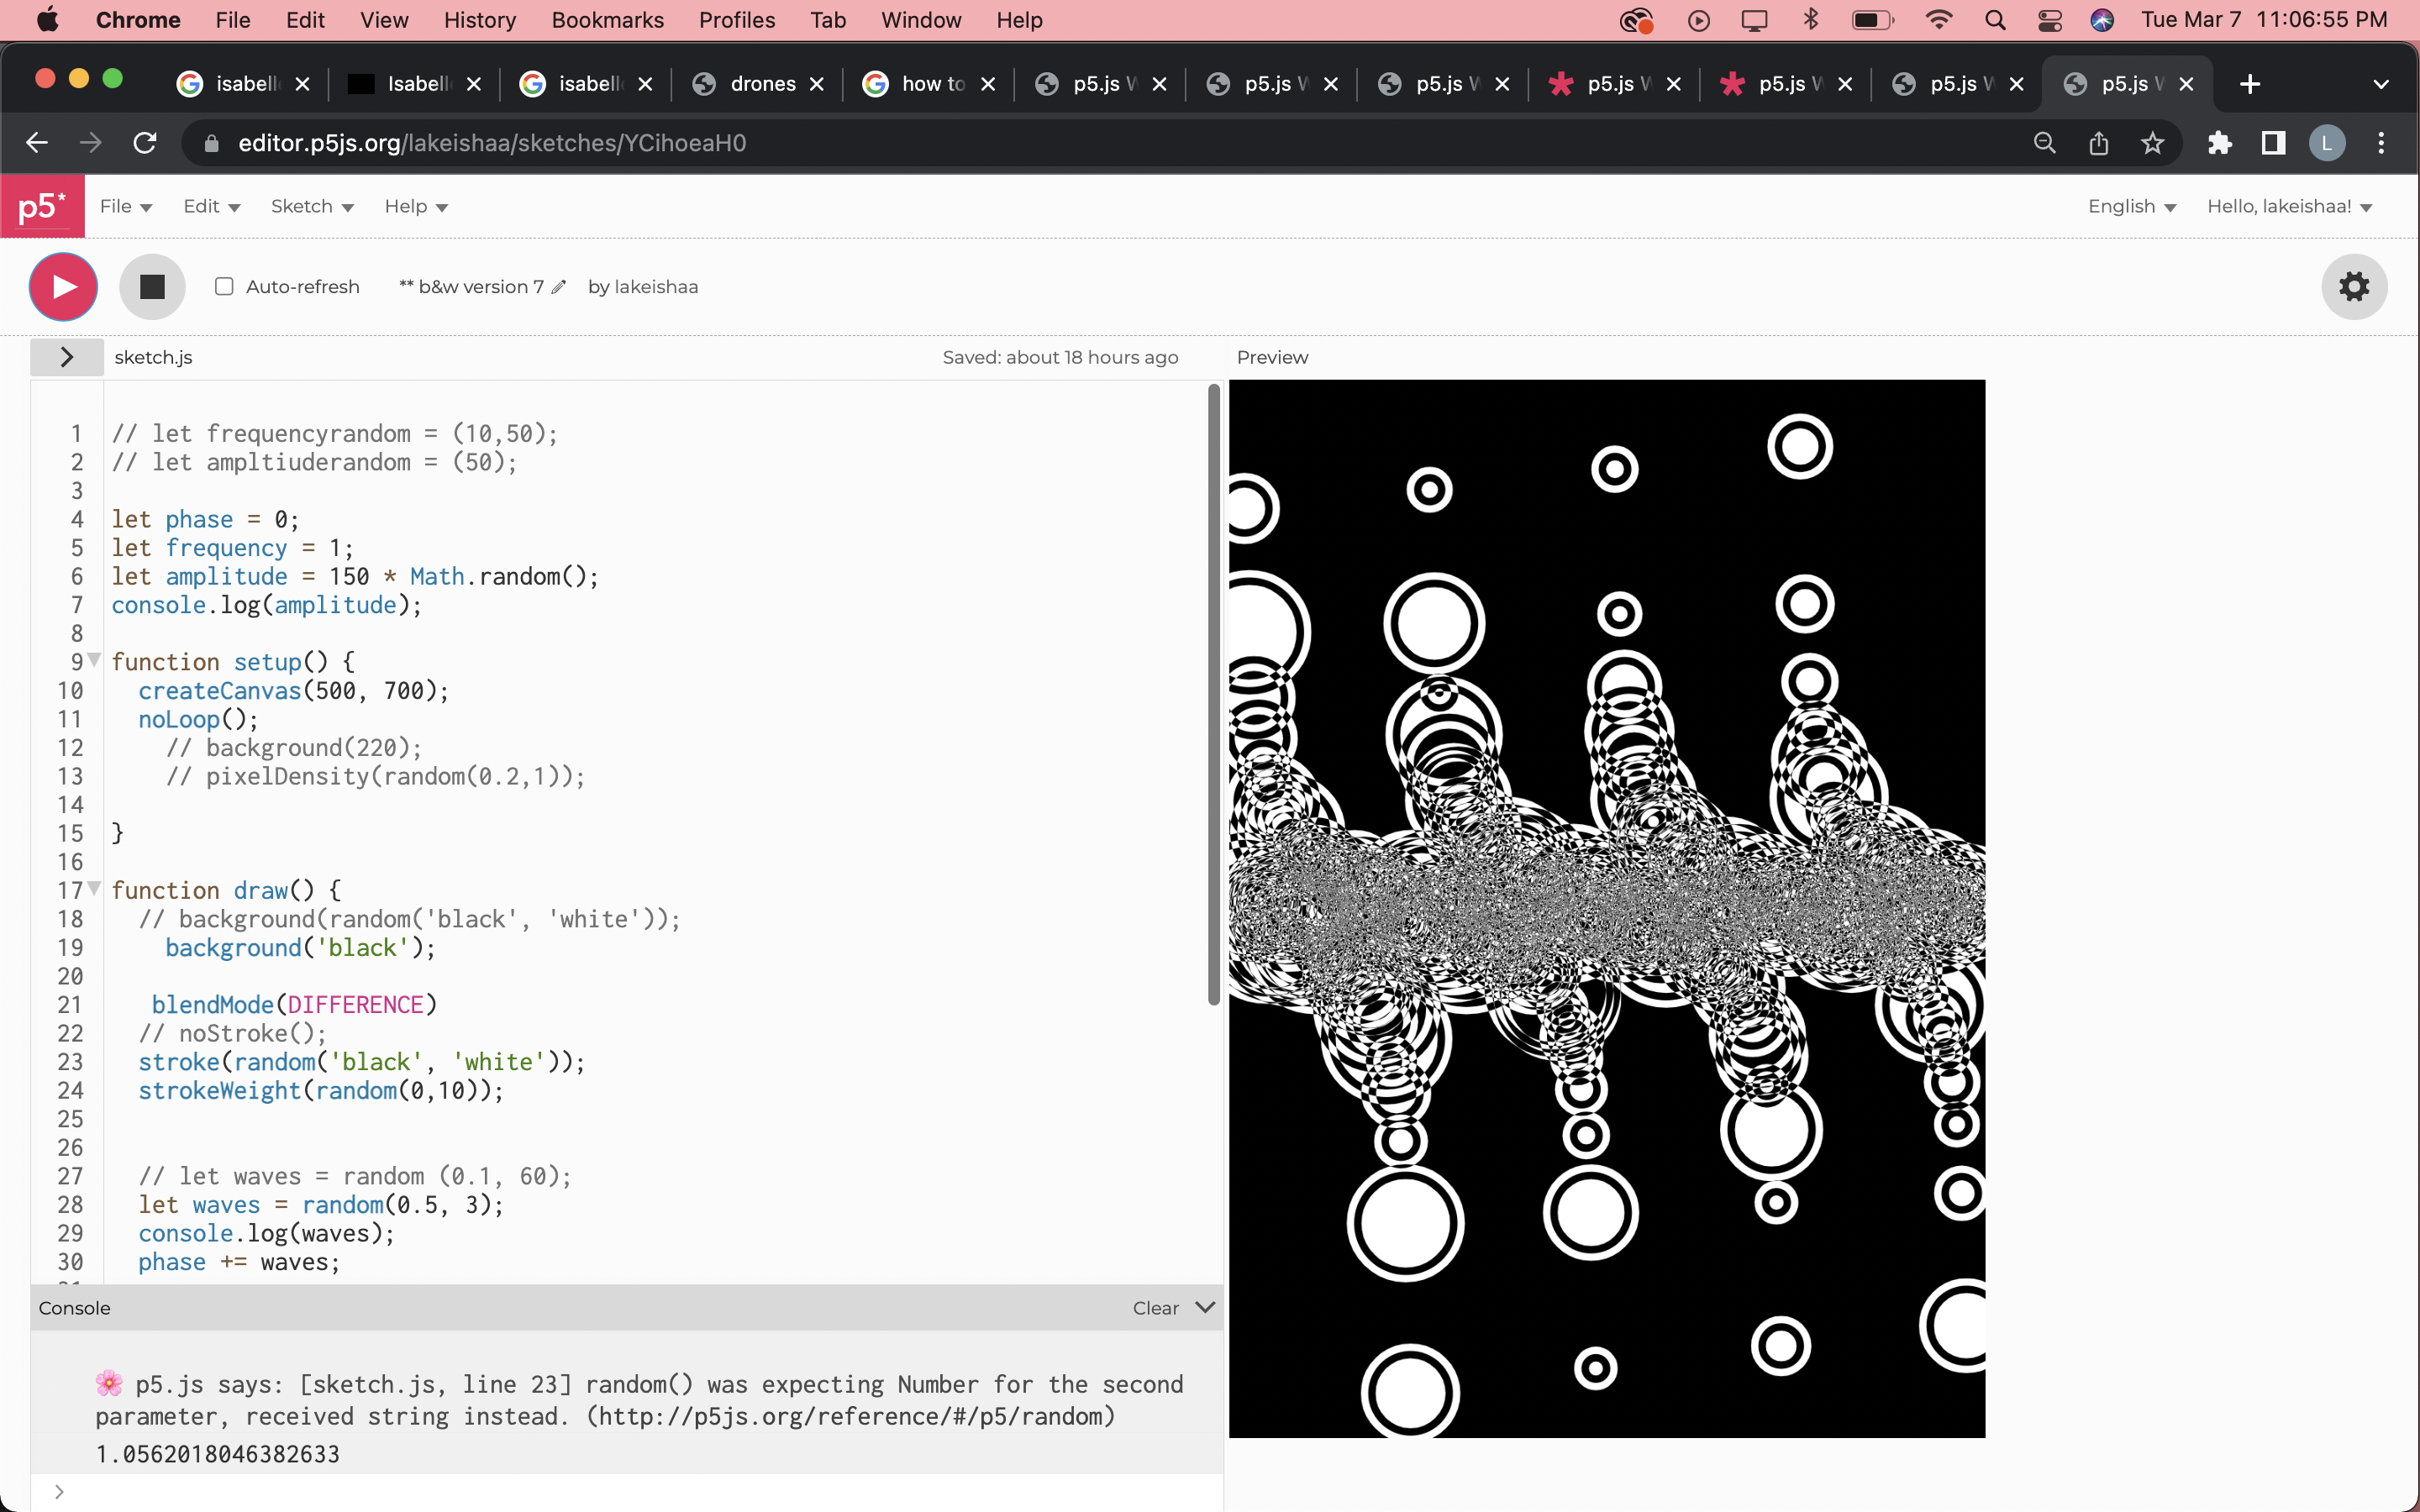 Chrome File Edit View History Bookmarks Profiles Tab Window Help Tue Mar 7 11:06:55 PM
isabell Isabell isabell drones how to p5.js W p5.js W p5.js W p5.js W p5.js W p5.js W p5.js W
editor.p5js.org/lakeishaa/sketches/YCihoeaH0 L
p5* File Edit Sketch Help English Hello, lakeishaa!
Auto-refresh ** b&w version 7 by lakeishaa
> sketch.js Saved: about 18 hours ago Preview
1 // let frequencyrandom = (10,50);
2 // let ampltiuderandom = (50);
3
4 let phase = 0;
5 let frequency = 1;
6 let amplitude = 150 * Math.random();
7 console.log(amplitude);
8
9 function setup() {
10 createCanvas(500, 700);
11 noLoop();
12 // background(220);
13 // pixelDensity(random(0.2,1));
14
15 }
16
17 function draw() {
18 // background(random('black', 'white'));
19 background('black');
20
21 blendMode(DIFFERENCE)
22 // noStroke();
23 stroke(random('black', 'white'));
24 strokeWeight(random(0,10));
25
26
27 // let waves = random (0.1, 60);
28 let waves = random(0.5, 3);
29 console.log(waves);
30 phase += waves;
Console Clear
🌸 p5.js says: [sketch.js, line 23] random() was expecting Number for the second
parameter, received string instead. (http://p5js.org/reference/#/p5/random)
1.0562018046382633
>